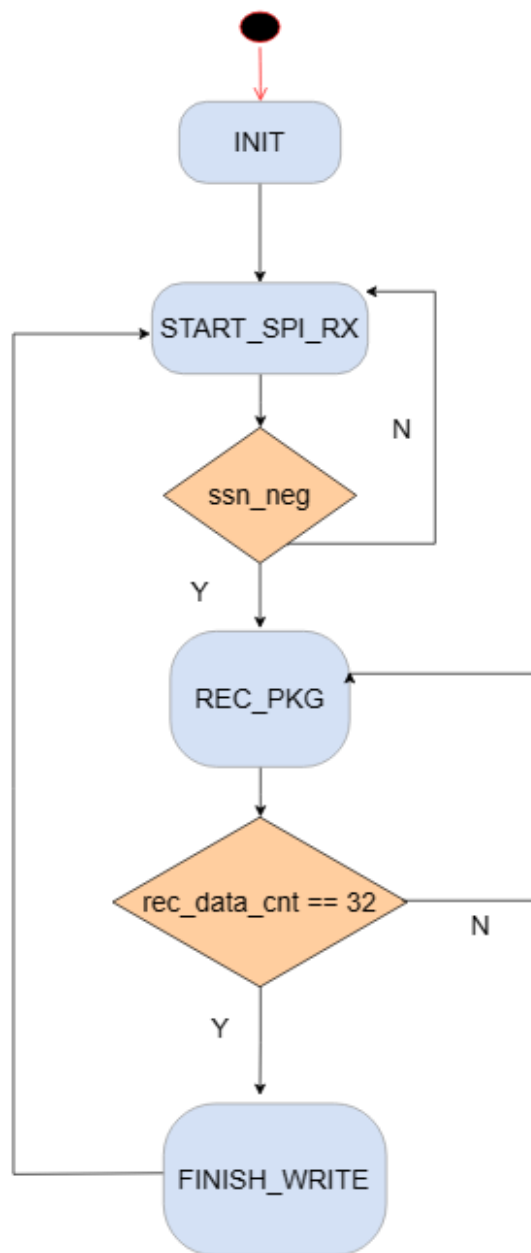 INIT
START_SPI_RX
N
ssn_neg
Y
REC_PKG
rec_data_cnt == 32
N
Y
FINISH_WRITE